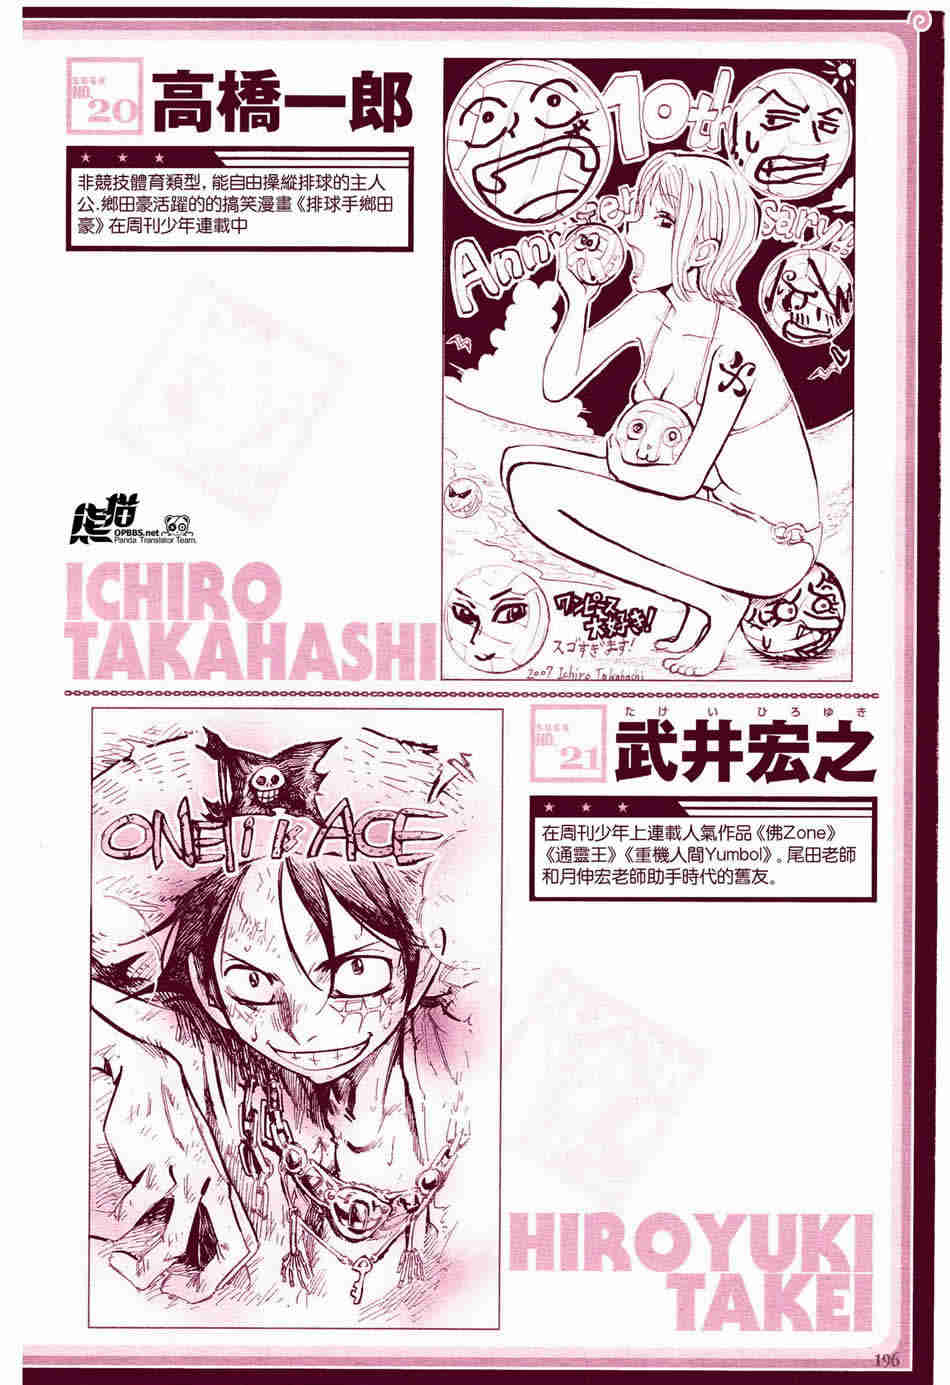 NO.
20
高橋一郎
非競技體育類型，能自由操縱排球的主人
公.鄉田豪活躍的的搞笑漫畫《排球手鄉田
豪》在周刊少年連載中
10th
Anniversary!!
ワンピース
大好き!
スゴすぎます!
2007 Ichiro Takahashi
熊猫
OPBBS.net
Panda Translator Team.
ICHIRO
TAKAHASHI
NO.
21
たけいひろゆき
武井宏之
在周刊少年上連載人氣作品《佛Zone》
《通靈王》《重機人間Yumbol》。尾田老師
和月伸宏老師助手時代的舊友。
ONE PIECE
HIROYUKI
TAKEI
196